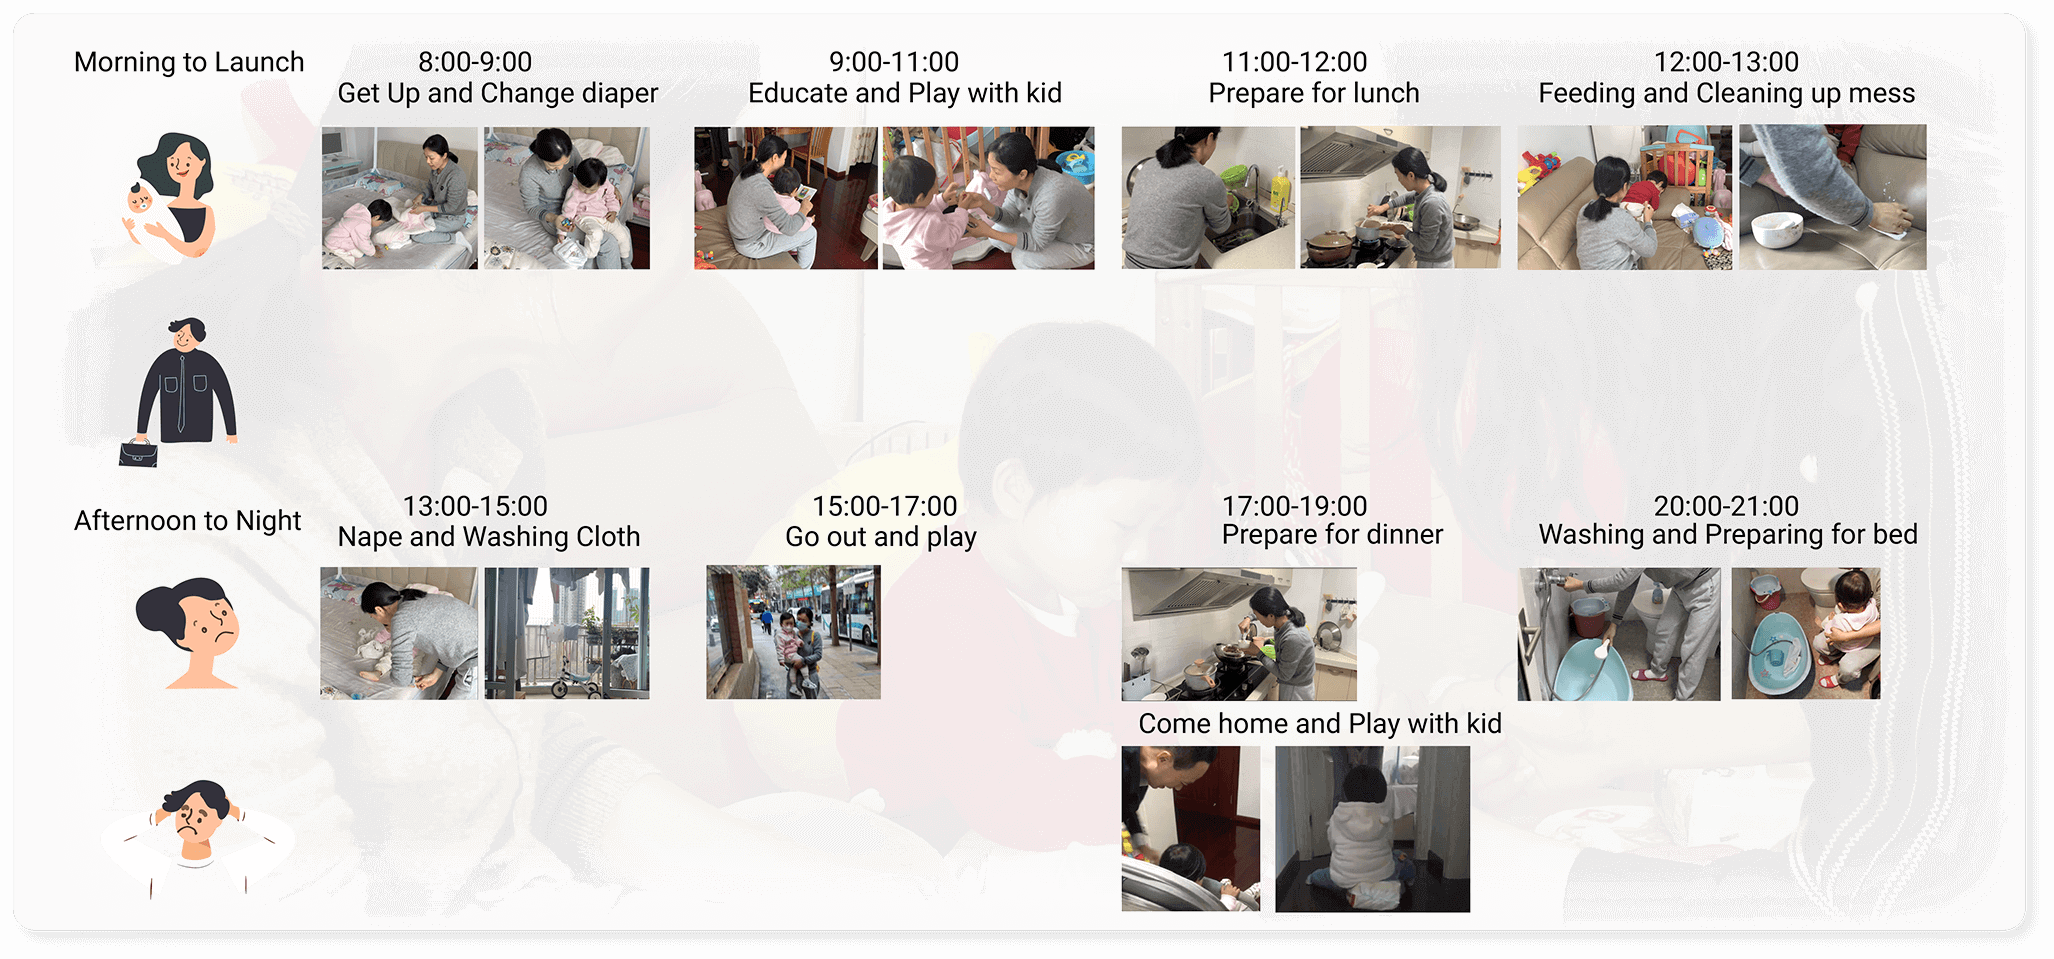 Morning to Launch
8:00-9:00
Get Up and Change diaper
9:00-11:00
Educate and Play with kid
11:00-12:00
Prepare for lunch
12:00-13:00
Feeding and Cleaning up mess
Afternoon to Night
13:00-15:00
Nape and Washing Cloth
15:00-17:00
Go out and play
17:00-19:00
Prepare for dinner
20:00-21:00
Washing and Preparing for bed
Come home and Play with kid